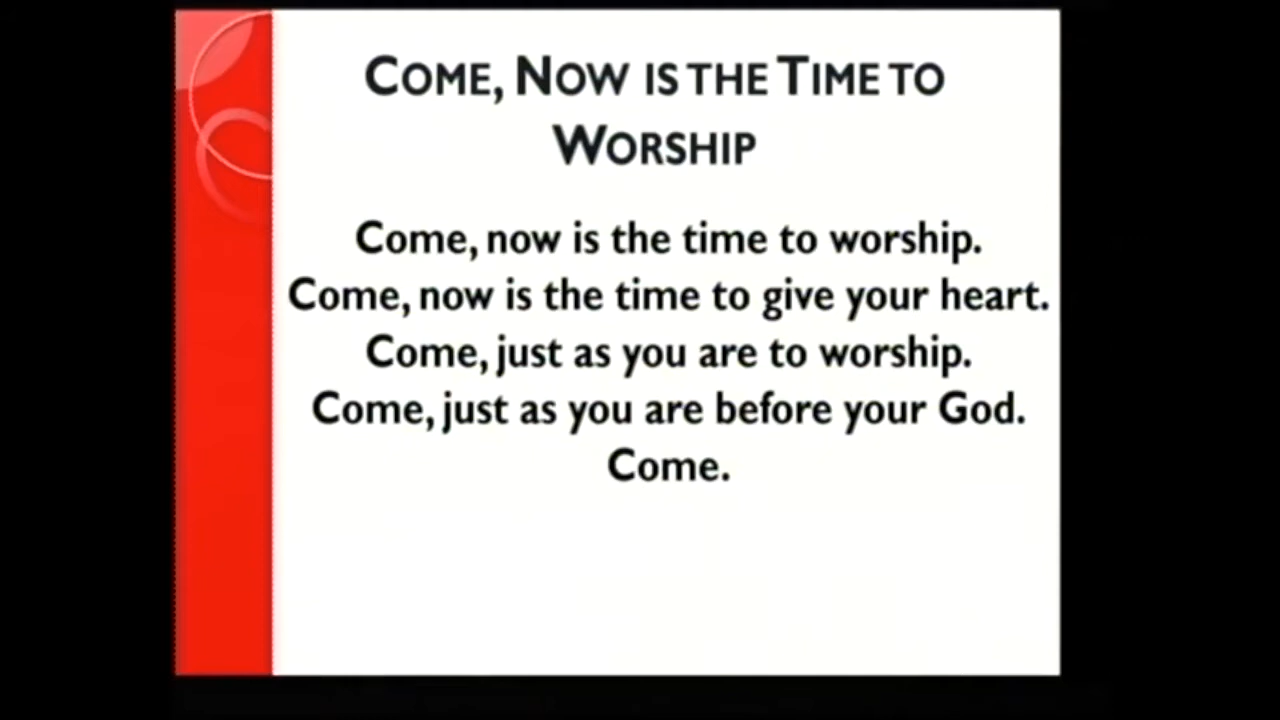 COME, NOW IS THE TIME TO
WORSHIP
Come, now is the time to worship.
Come, now is the time to give your heart.
Come, just as you are to worship.
Come, just as you are before your God.
Come.